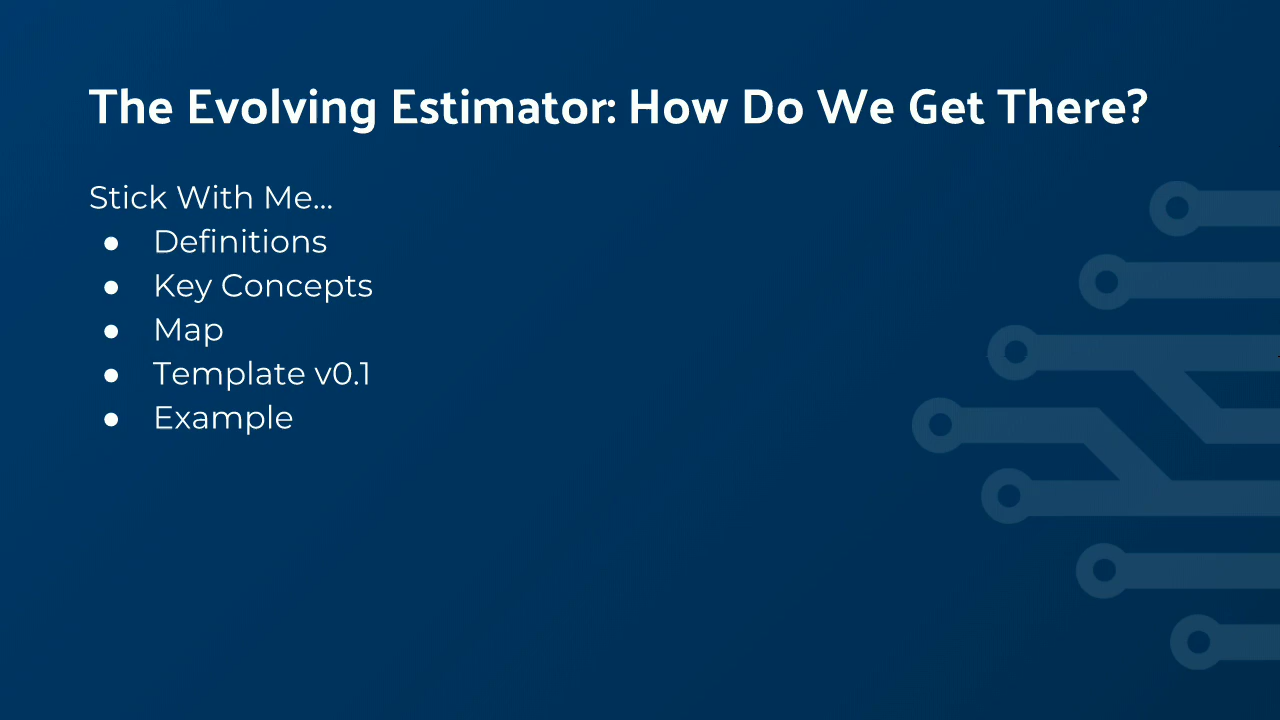 The Evolving Estimator: How Do We Get There?
Stick With Me...
● Definitions
● Key Concepts
● Map
● Template v0.1
● Example